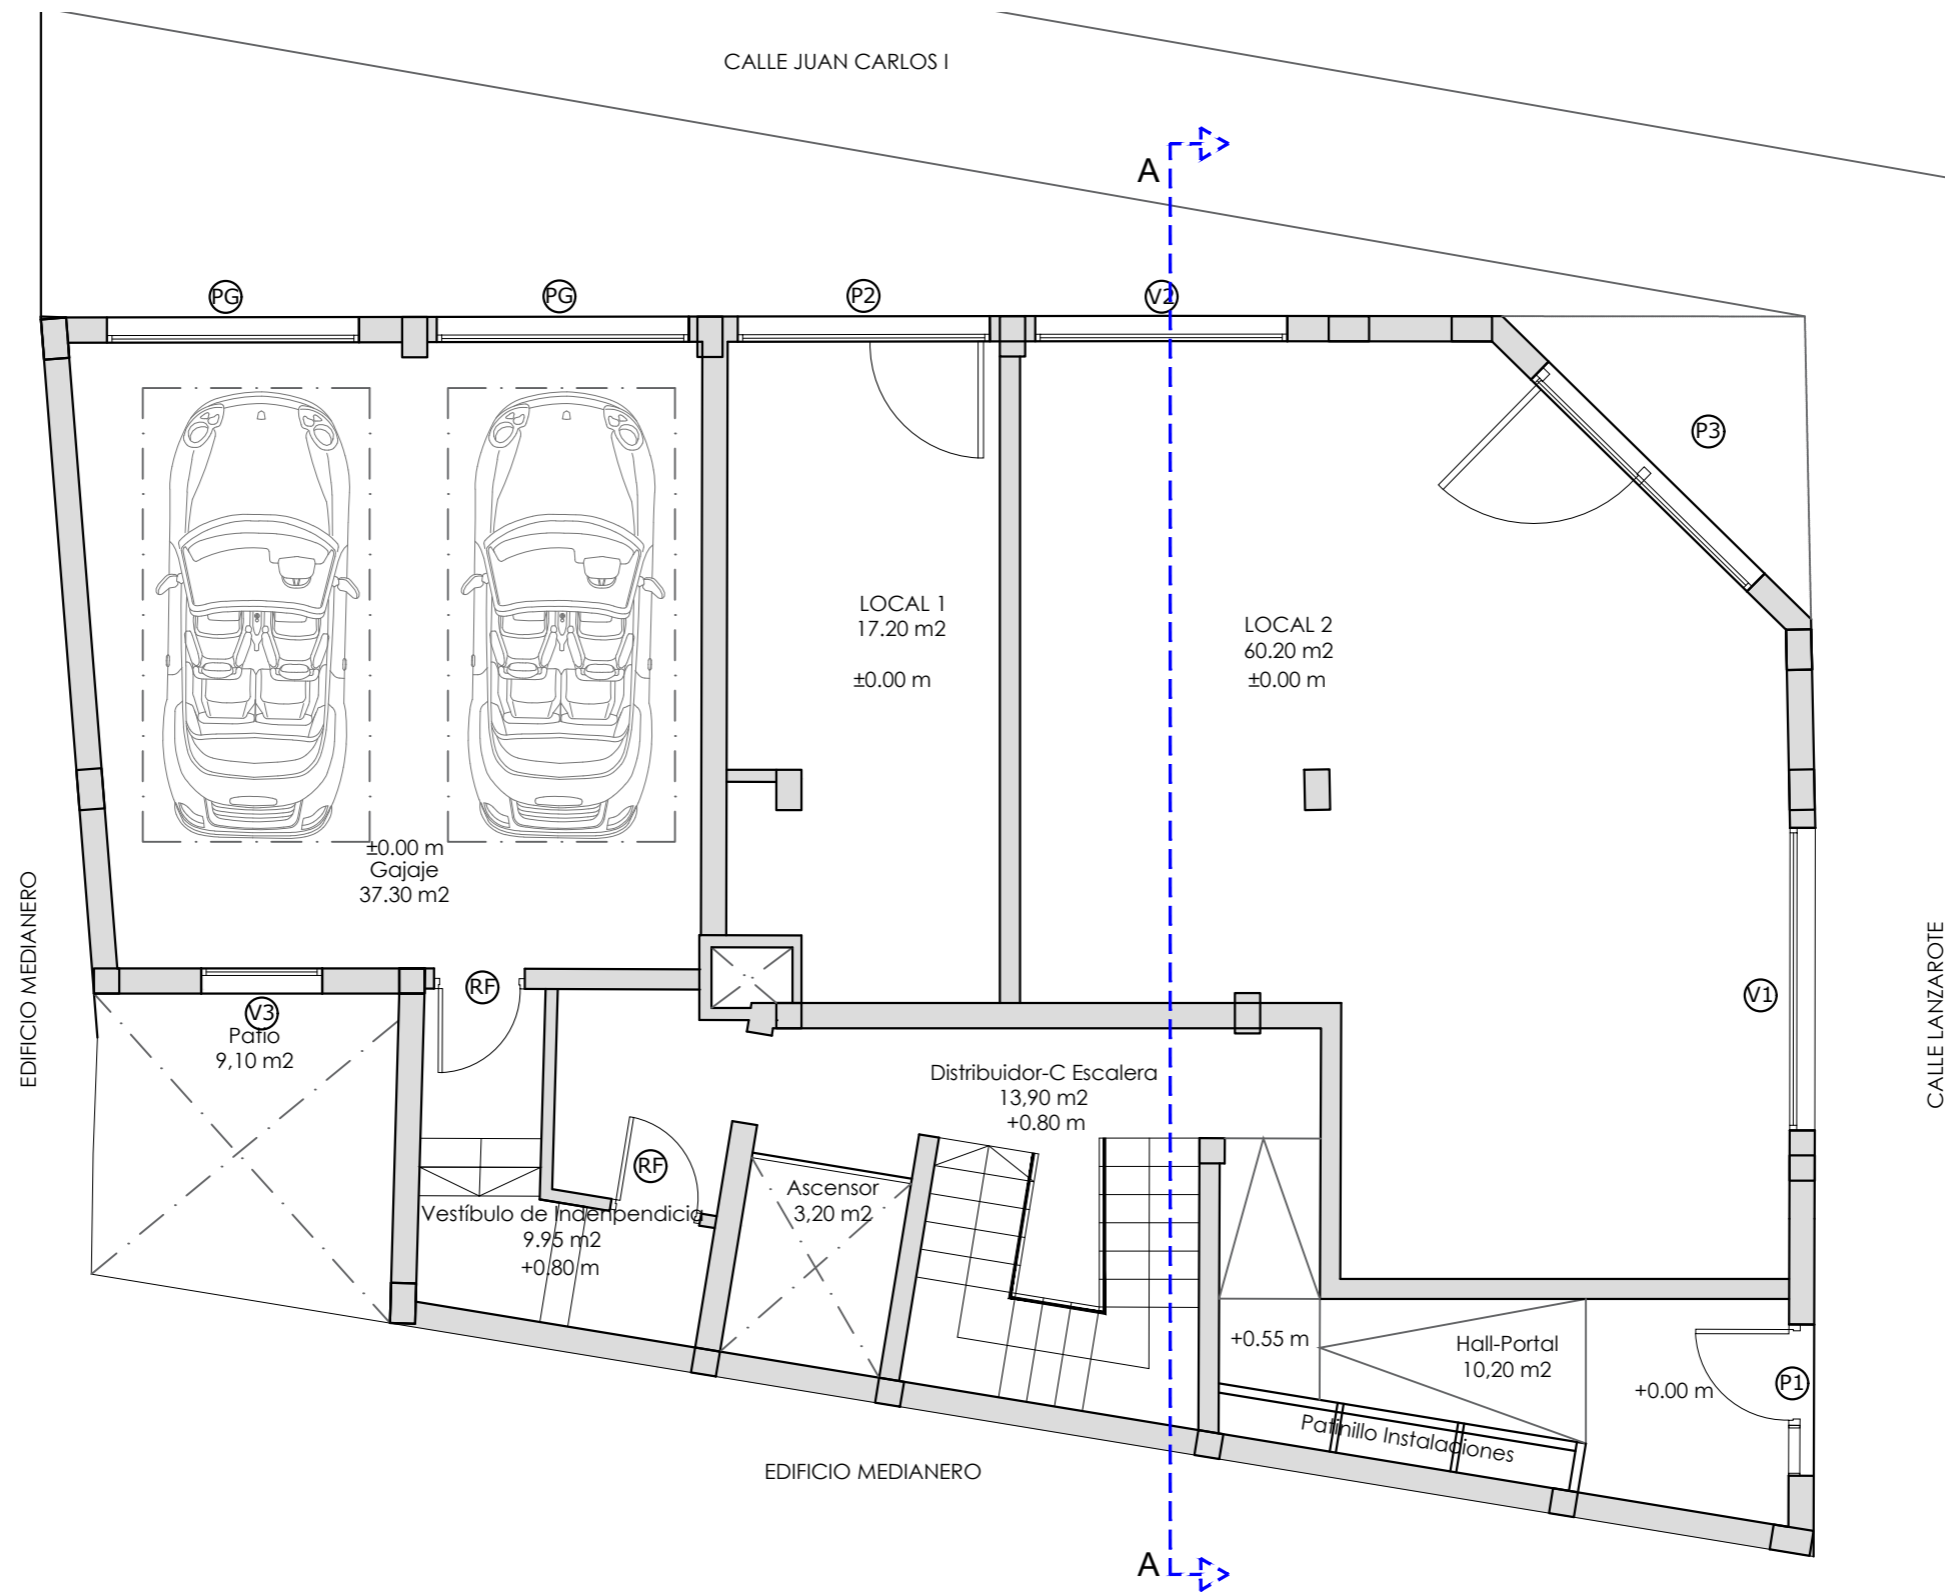 CALLE JUAN CARLOS I
A
PG
PG
P2
V2
P3
LOCAL 1
17.20 m2
±0.00 m
LOCAL 2
60.20 m2
±0.00 m
±0.00 m
Gajaje
37.30 m2
EDIFICIO MEDIANERO
CALLE LANZAROTE
RF
V1
V3
Patio
9,10 m2
Distribuidor-C Escalera
13,90 m2
+0.80 m
RF
Ascensor
3,20 m2
Vestíbulo de Indenpendicia
9.95 m2
+0.80 m
+0.55 m
Hall-Portal
10,20 m2
+0.00 m
P1
Patinillo Instalaciones
EDIFICIO MEDIANERO
A